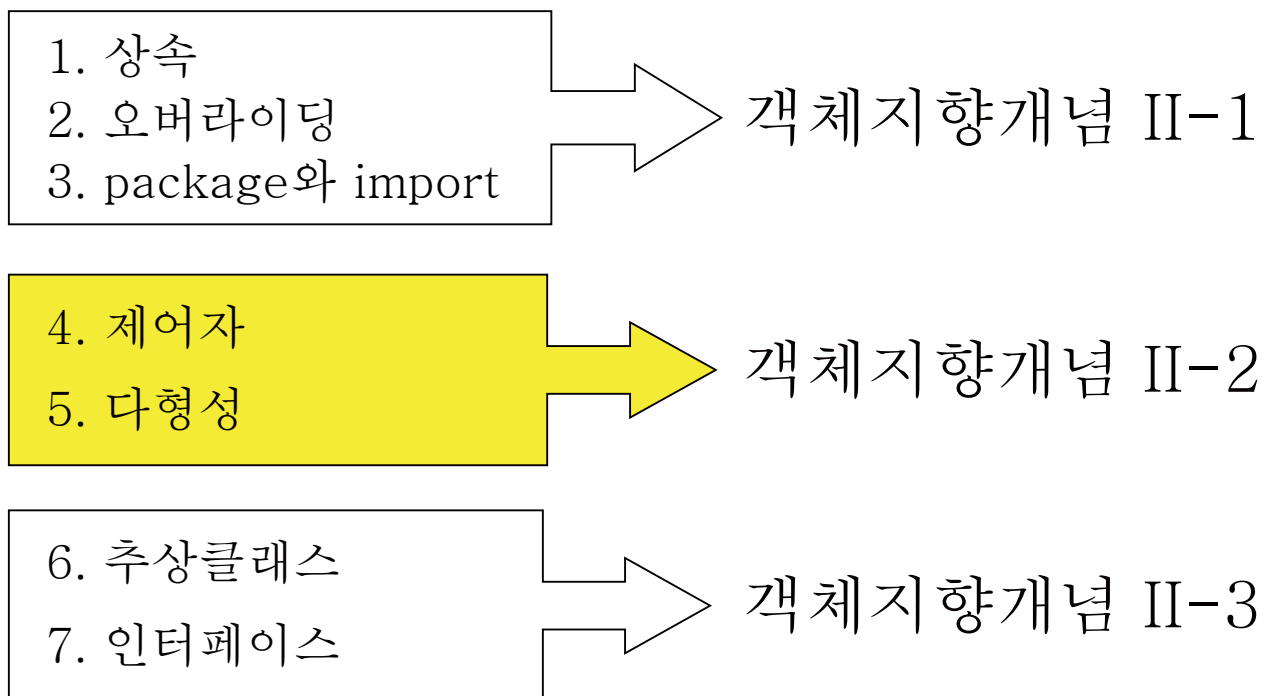 1. 상속
2. 오버라이딩
3. package와 import
객체지향개념 II-1
4. 제어자
5. 다형성
객체지향개념 II-2
6. 추상클래스
7. 인터페이스
객체지향개념 II-3